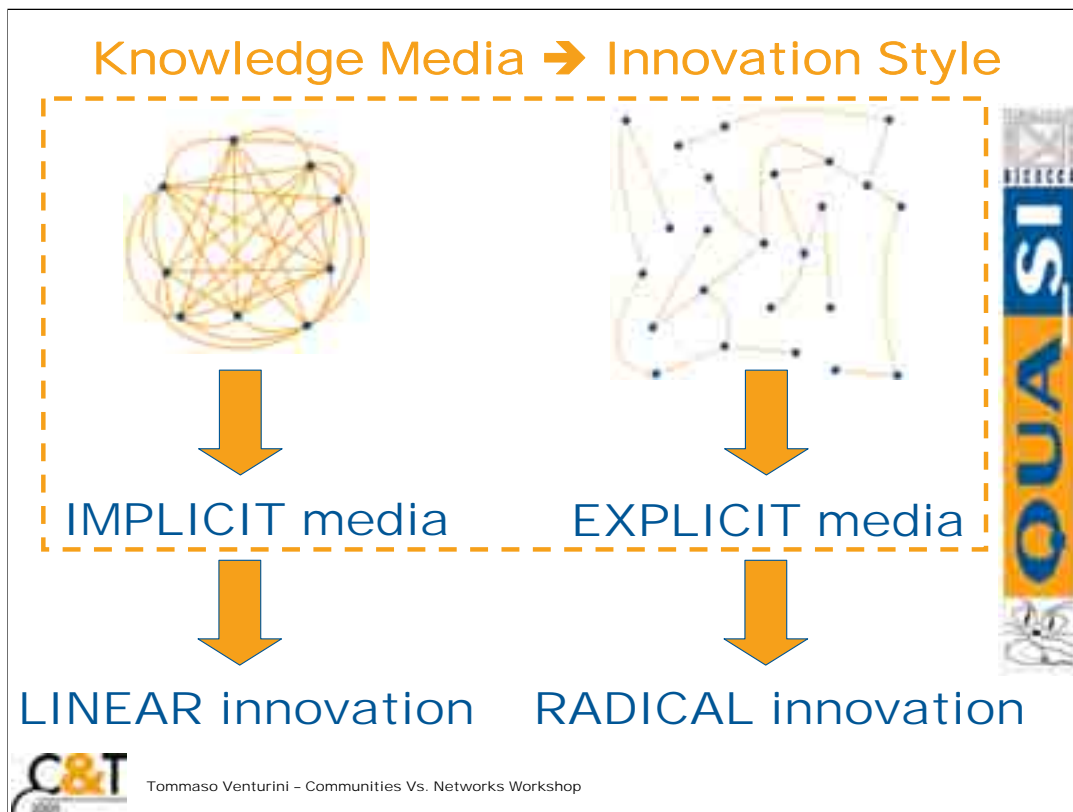 Knowledge Media ➔ Innovation Style
IMPLICIT media
EXPLICIT media
LINEAR innovation
RADICAL innovation
BICOCCA
QUA_SI
C&T
Tommaso Venturini – Communities Vs. Networks Workshop